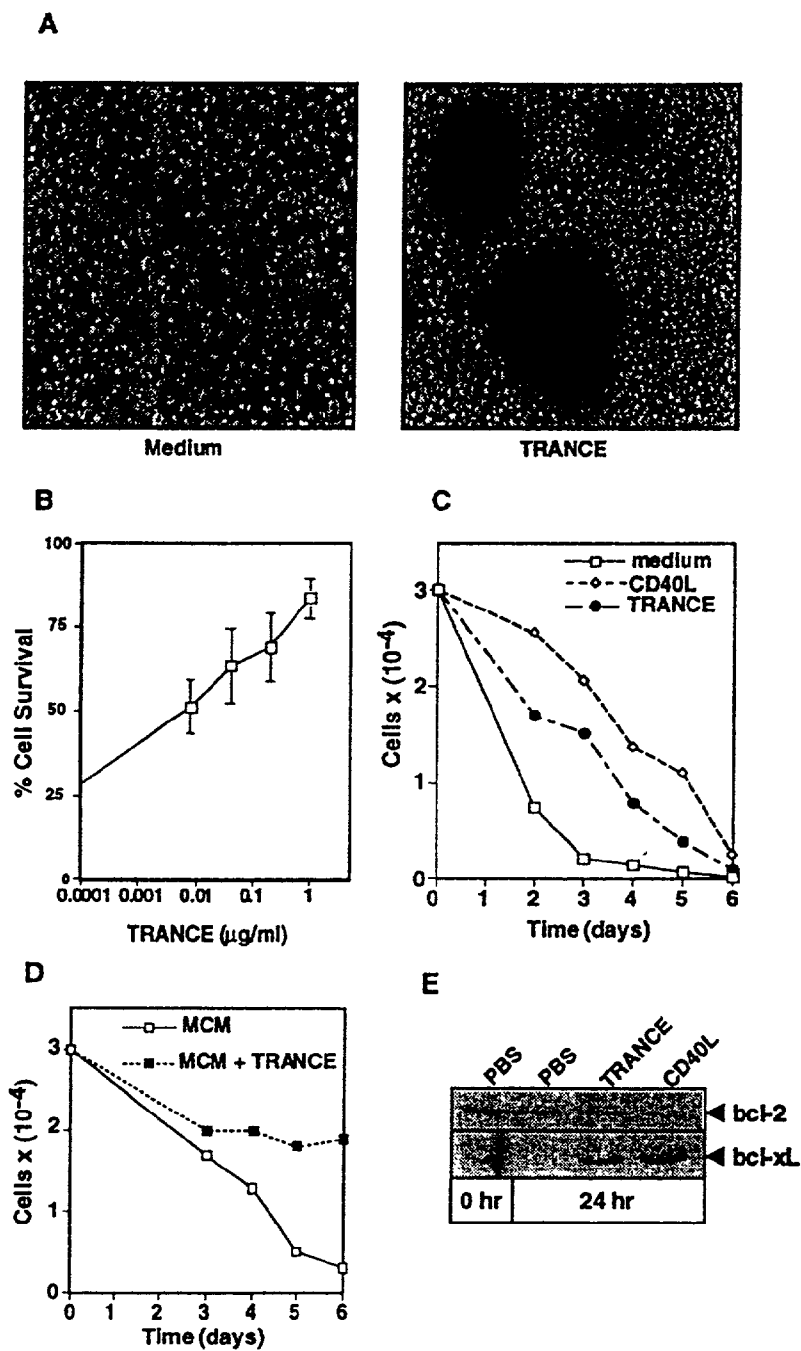 A
Medium
TRANCE
B
100
75
50
25
0
% Cell Survival
0.0001 0.001 0.01 0.1 1
TRANCE (µg/ml)
C
medium
CD40L
TRANCE
3
2
1
0
Cells x (10⁻⁴)
0 1 2 3 4 5 6
Time (days)
D
MCM
MCM + TRANCE
3
2
1
0
Cells x (10⁻⁴)
0 1 2 3 4 5 6
Time (days)
E
PBS PBS TRANCE CD40L
bcl-2
bcl-xL
0 hr 24 hr